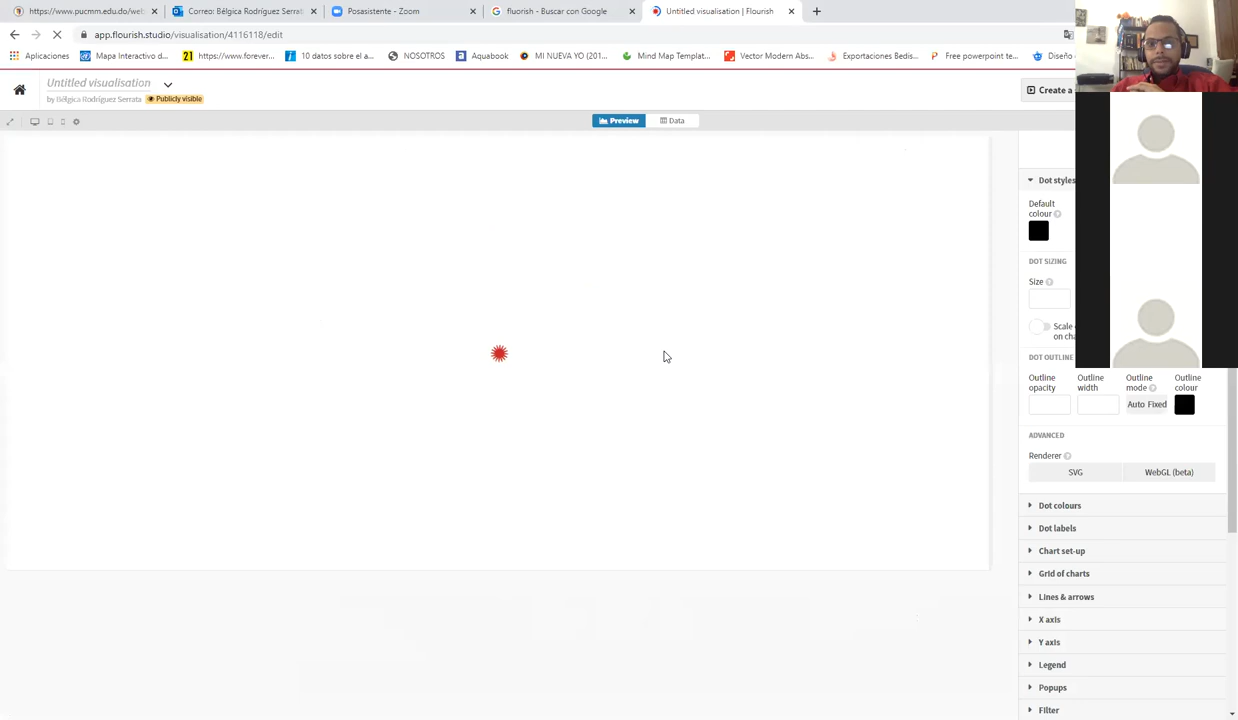 https://www.pucmm.edu.do/web
Correo: Bélgica Rodríguez Serrata
Posasistente - Zoom
fluorish - Buscar con Google
Untitled visualisation | Flourish
app.flourish.studio/visualisation/4116118/edit
Aplicaciones
Mapa Interactivo d...
https://www.forever...
10 datos sobre el a...
NOSOTROS
Aquabook
MI NUEVA YO (201...
Mind Map Templat...
Vector Modern Abs...
Exportaciones Bedis...
Free powerpoint te...
Diseño
Untitled visualisation
by Bélgica Rodríguez Serrata
Publicly visible
Create a
Preview
Data
Dot styles
Default
colour
DOT SIZING
Size
Scale
on cha
DOT OUTLINE
Outline
opacity
Outline
width
Outline
mode
Outline
colour
Auto Fixed
ADVANCED
Renderer
SVG
WebGL (beta)
Dot colours
Dot labels
Chart set-up
Grid of charts
Lines & arrows
X axis
Y axis
Legend
Popups
Filter